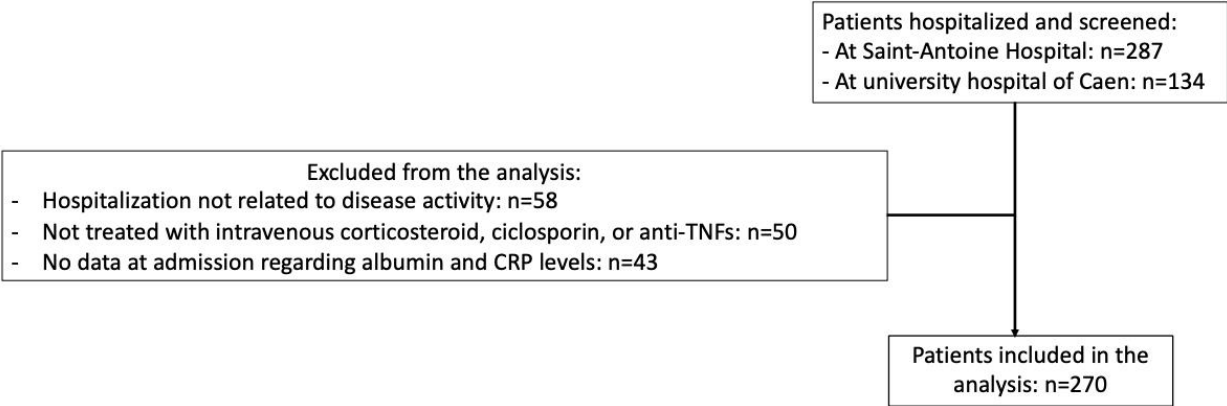 Patients hospitalized and screened:
- At Saint-Antoine Hospital: n=287
- At university hospital of Caen: n=134
Excluded from the analysis:
- Hospitalization not related to disease activity: n=58
- Not treated with intravenous corticosteroid, ciclosporin, or anti-TNFs: n=50
- No data at admission regarding albumin and CRP levels: n=43
Patients included in the
analysis: n=270